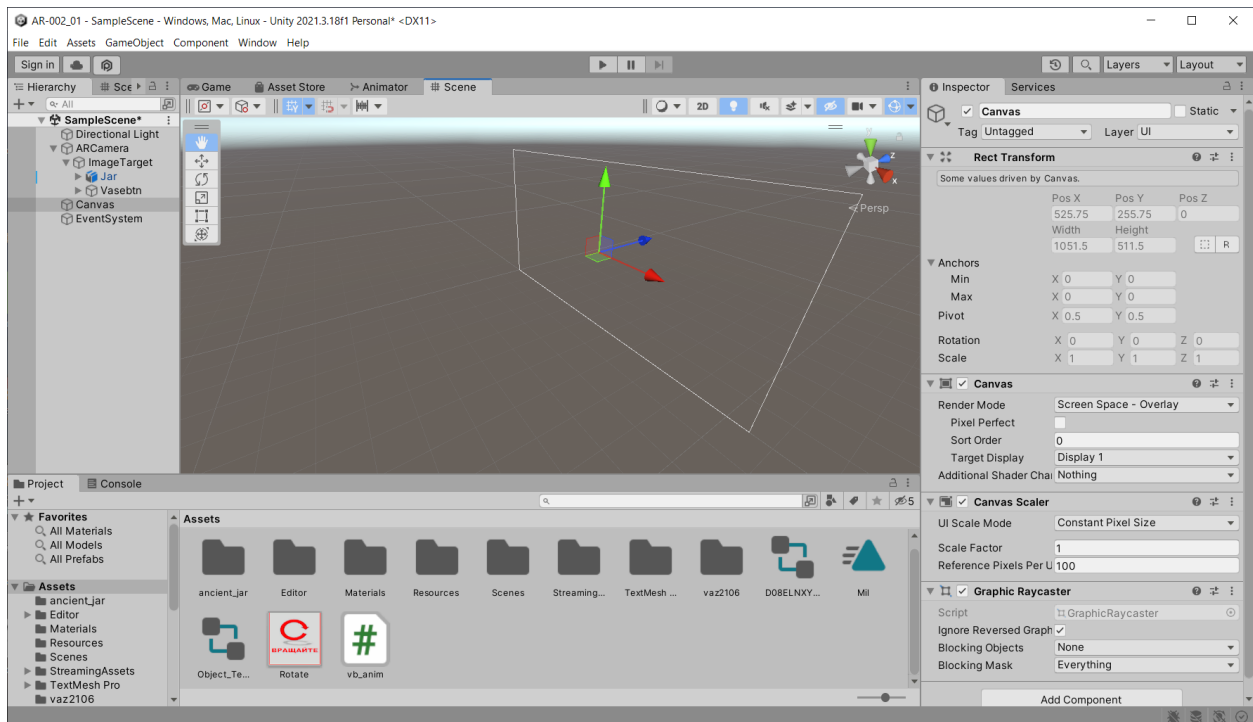 AR-002_01 - SampleScene - Windows, Mac, Linux - Unity 2021.3.18f1 Personal* <DX11>
File Edit Assets GameObject Component Window Help
Sign in
Layers
Layout
Hierarchy
Sce
All
SampleScene*
Directional Light
ARCamera
ImageTarget
Jar
Vasebtn
Canvas
EventSystem
Game
Asset Store
Animator
Scene
2D
y
z
x
Persp
Inspector
Services
Canvas
Static
Tag Untagged
Layer UI
Rect Transform
Some values driven by Canvas.
Pos X Pos Y Pos Z
525.75 255.75 0
Width Height
1051.5 511.5
R
Anchors
Min X 0 Y 0
Max X 0 Y 0
Pivot X 0.5 Y 0.5
Rotation X 0 Y 0 Z 0
Scale X 1 Y 1 Z 1
Canvas
Render Mode Screen Space - Overlay
Pixel Perfect
Sort Order 0
Target Display Display 1
Additional Shader Chai Nothing
Canvas Scaler
UI Scale Mode Constant Pixel Size
Scale Factor 1
Reference Pixels Per U 100
Graphic Raycaster
Script GraphicRaycaster
Ignore Reversed Graph
Blocking Objects None
Blocking Mask Everything
Add Component
Project
Console
5
Favorites
All Materials
All Models
All Prefabs
Assets
ancient_jar
Editor
Materials
Resources
Scenes
StreamingAssets
TextMesh Pro
vaz2106
Assets
ancient_jar Editor Materials Resources Scenes Streaming... TextMesh ... vaz2106 D08ELNXY... Mil
ВРАЩАЙТЕ
Object_Te... Rotate vb_anim